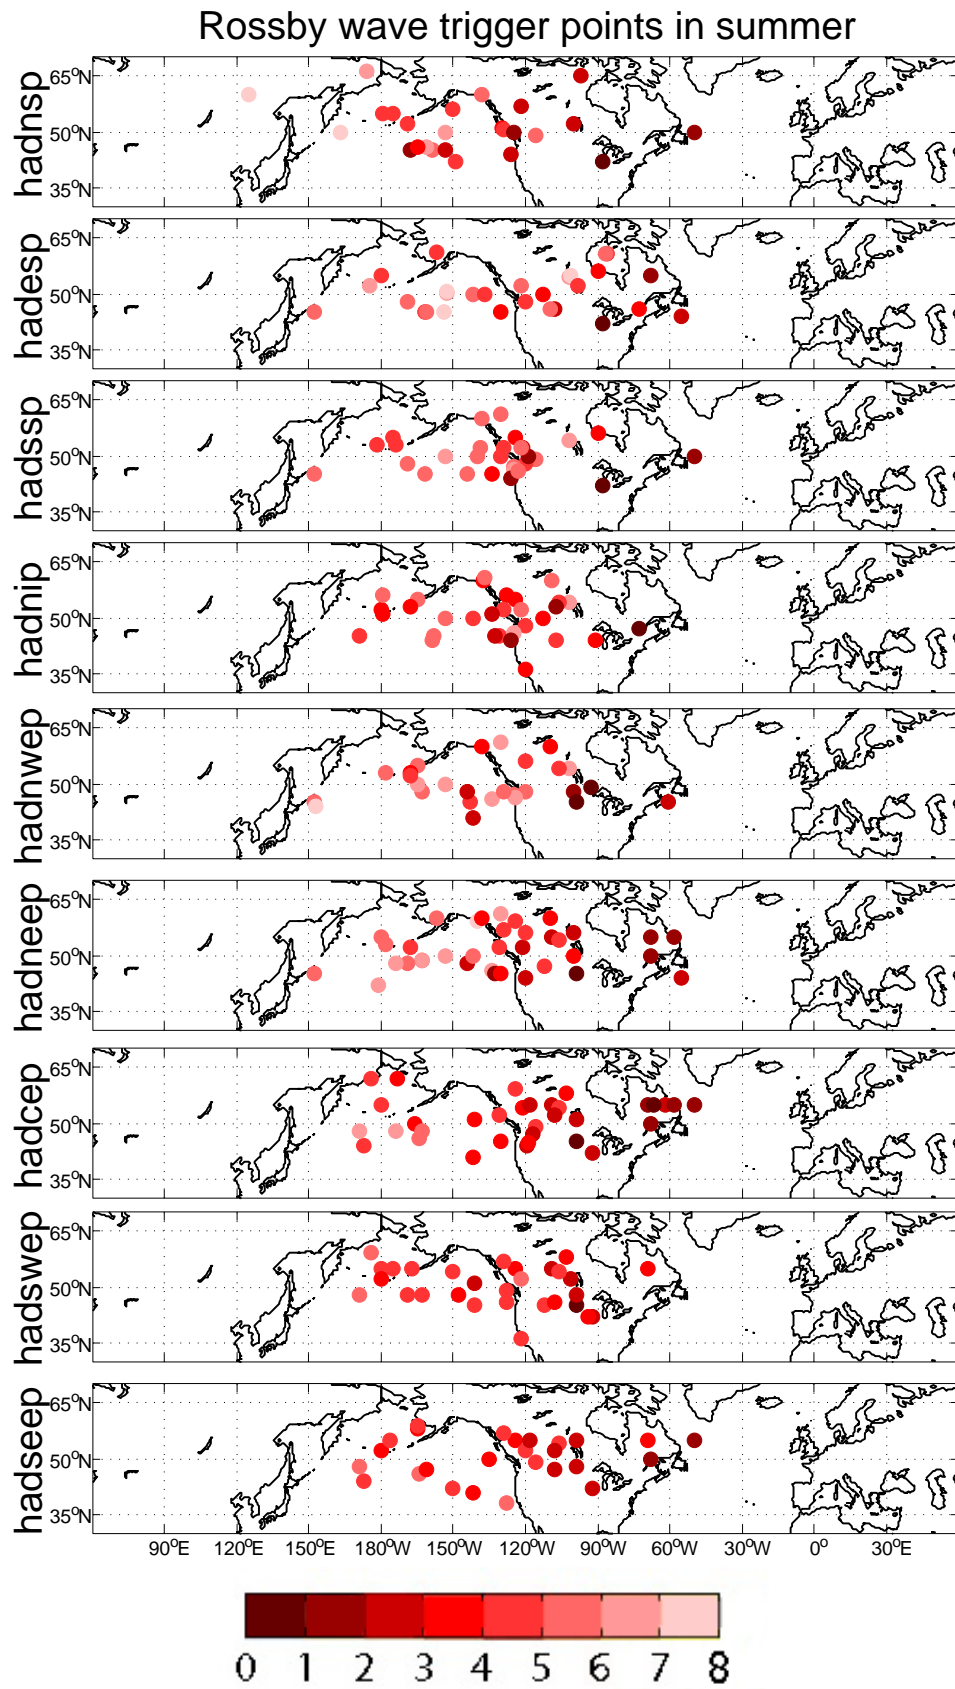 Rossby wave trigger points in summer
hadnsp
65°N
50°N
35°N
hadesp
65°N
50°N
35°N
hadssp
65°N
50°N
35°N
hadnip
65°N
50°N
35°N
hadnwep
65°N
50°N
35°N
hadneep
65°N
50°N
35°N
hadcep
65°N
50°N
35°N
hadswep
65°N
50°N
35°N
hadseep
65°N
50°N
35°N
90°E 120°E 150°E 180°W 150°W 120°W 90°W 60°W 30°W 0° 30°E
0 1 2 3 4 5 6 7 8